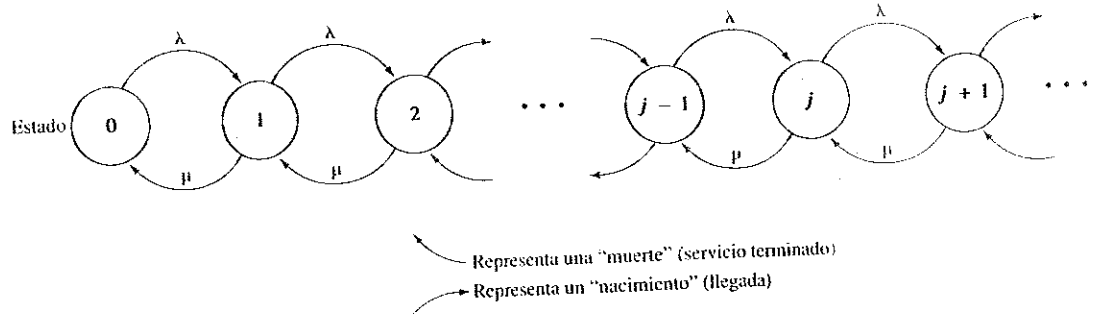 λ λ λ λ
Estado 0 1 2 ... j − 1 j j + 1 ...
μ μ μ μ
Representa una “muerte” (servicio terminado)
Representa un “nacimiento” (llegada)